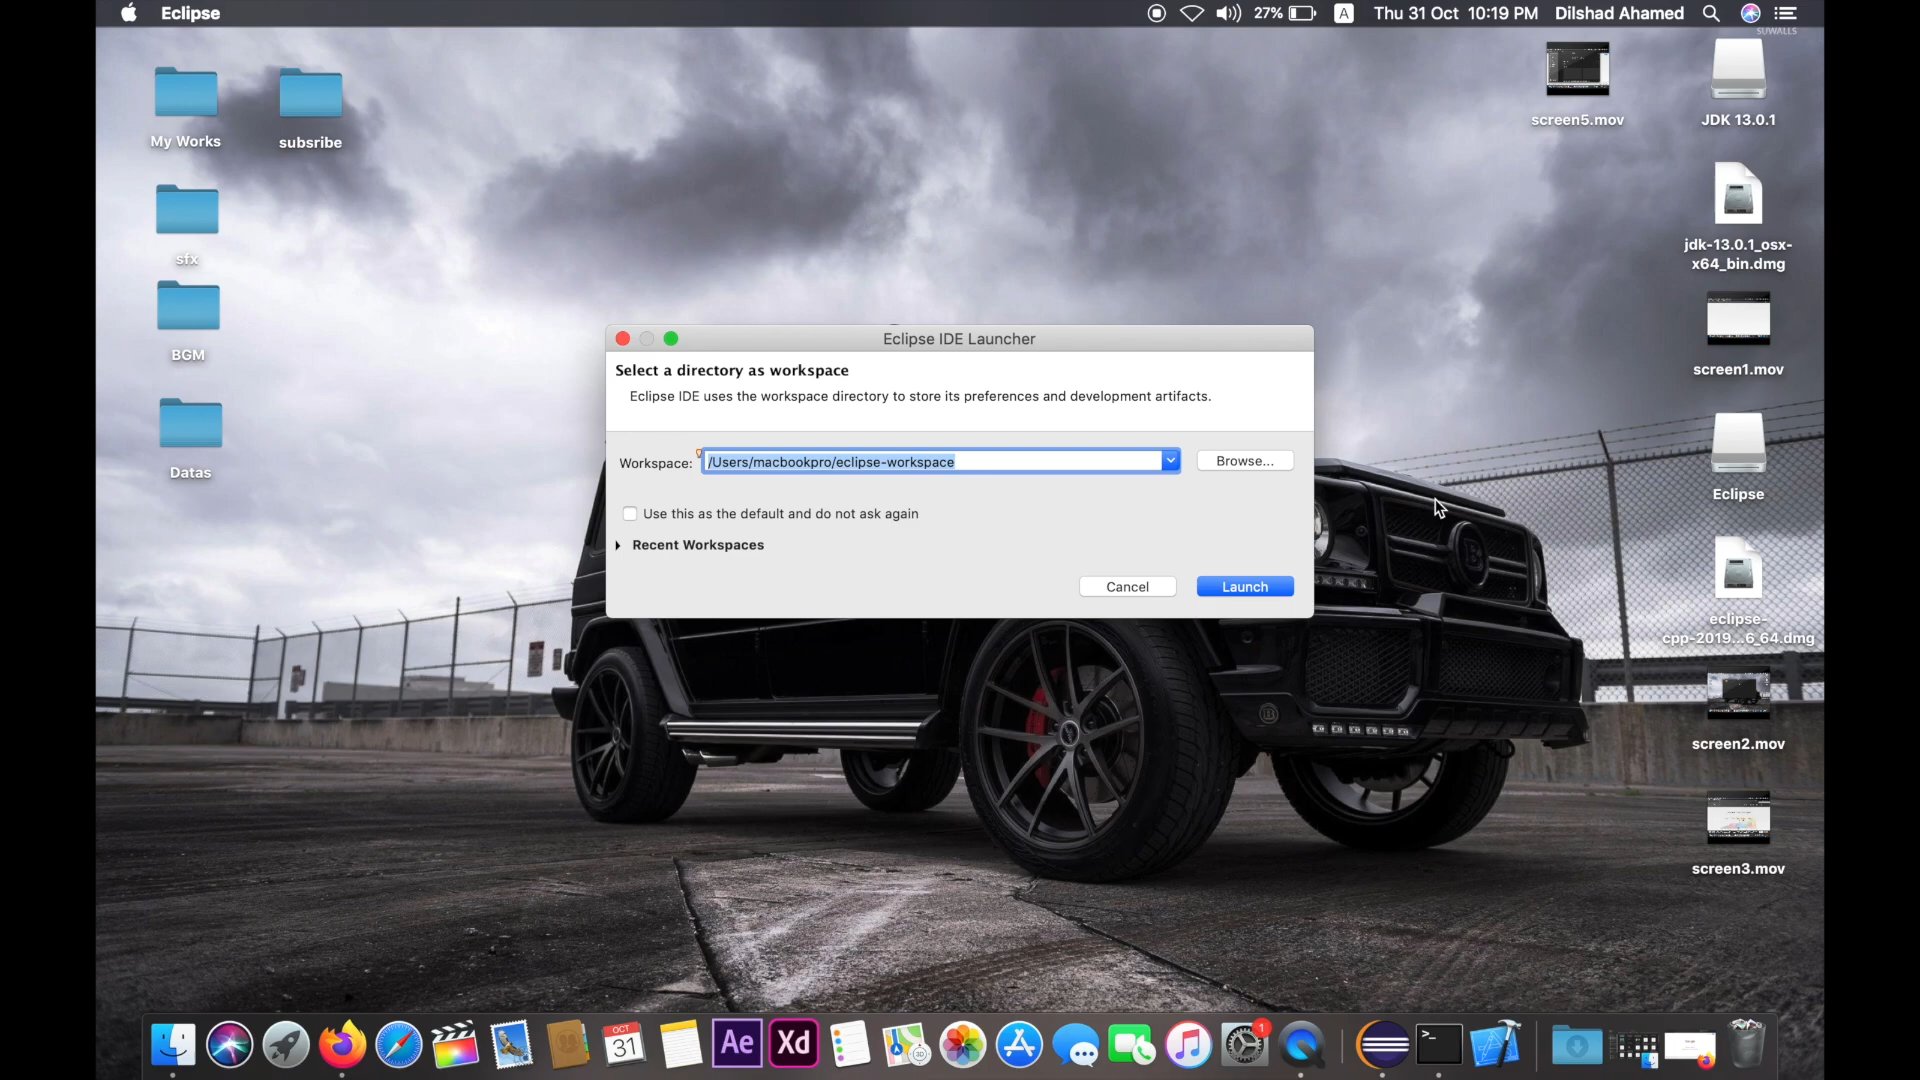 Eclipse
27%
A
Thu 31 Oct 10:19 PM
Dilshad Ahamed
SUWALLS
My Works
subsribe
screen5.mov
JDK 13.0.1
sfx
jdk-13.0.1_osx-
x64_bin.dmg
BGM
screen1.mov
Eclipse IDE Launcher
Select a directory as workspace
Eclipse IDE uses the workspace directory to store its preferences and development artifacts.
Datas
Workspace:
/Users/macbookpro/eclipse-workspace
Browse...
Eclipse
Use this as the default and do not ask again
Recent Workspaces
Cancel
Launch
eclipse-
cpp-2019...6_64.dmg
screen2.mov
screen3.mov
OCT
31
Ae
Xd
3D
1
>_